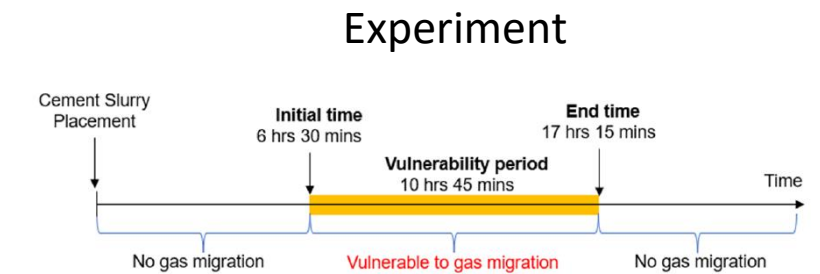 Experiment
Cement Slurry
Placement
Initial time
6 hrs 30 mins
End time
17 hrs 15 mins
Vulnerability period
10 hrs 45 mins
Time
No gas migration
Vulnerable to gas migration
No gas migration